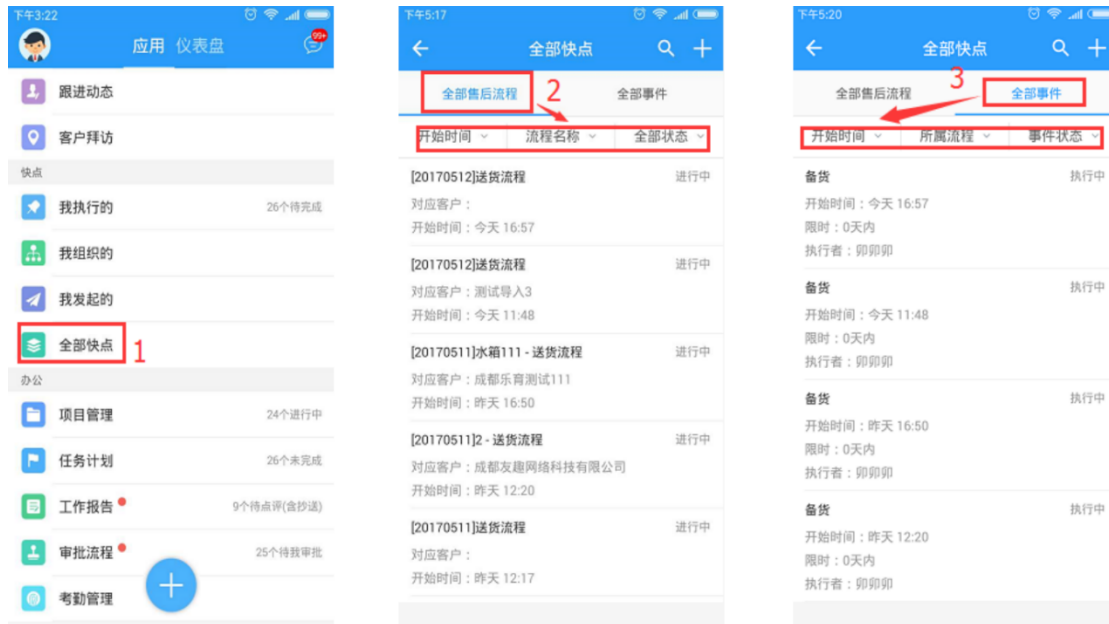 下午3:22
应用 仪表盘
99+
跟进动态
客户拜访
快点
我执行的 26个待完成
我组织的
我发起的
全部快点 1
办公
项目管理 24个进行中
任务计划 26个未完成
工作报告 9个待点评(含抄送)
审批流程 25个待我审批
考勤管理
下午5:17
全部快点
全部售后流程 2 全部事件
开始时间 流程名称 全部状态
[20170512]送货流程 进行中
对应客户：
开始时间：今天 16:57
[20170512]送货流程 进行中
对应客户：测试导入3
开始时间：今天 11:48
[20170511]水箱111 - 送货流程 进行中
对应客户：成都乐育测试111
开始时间：昨天 16:50
[20170511]2 - 送货流程 进行中
对应客户：成都友趣网络科技有限公司
开始时间：昨天 12:20
[20170511]送货流程 进行中
对应客户：
开始时间：昨天 12:17
下午5:20
全部快点
全部售后流程 3 全部事件
开始时间 所属流程 事件状态
备货 执行中
开始时间：今天 16:57
限时：0天内
执行者：卯卯卯
备货 执行中
开始时间：今天 11:48
限时：0天内
执行者：卯卯卯
备货 执行中
开始时间：昨天 16:50
限时：0天内
执行者：卯卯卯
备货 执行中
开始时间：昨天 12:20
限时：0天内
执行者：卯卯卯